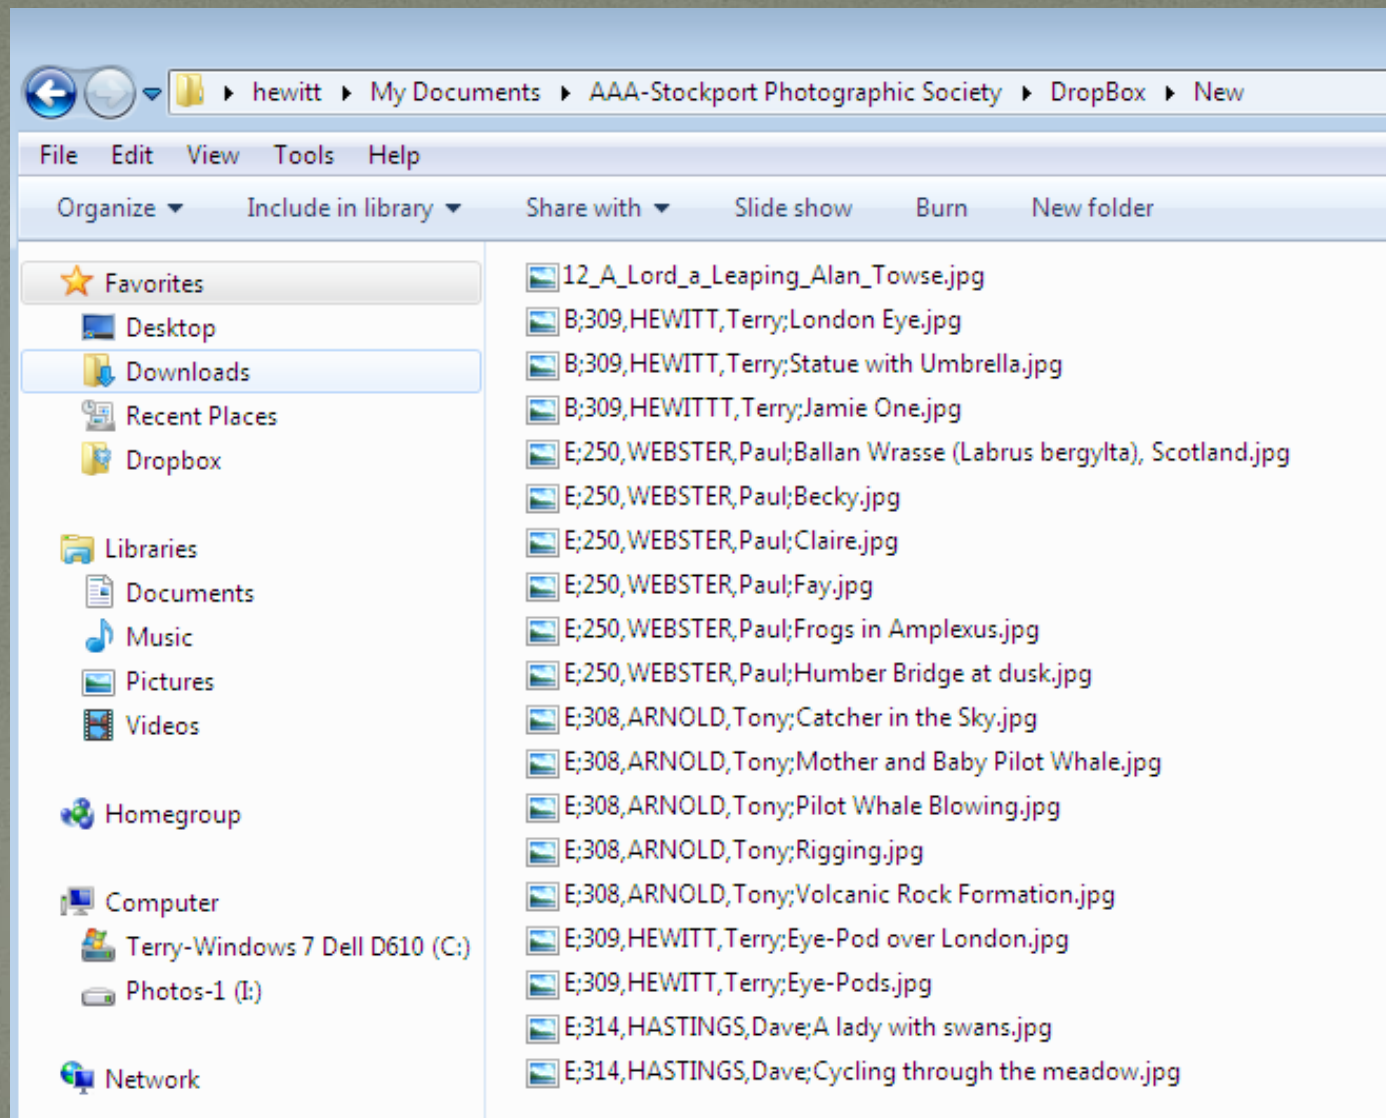 hewitt ▸ My Documents ▸ AAA-Stockport Photographic Society ▸ DropBox ▸ New
File Edit View Tools Help
Organize Include in library Share with Slide show Burn New folder
Favorites
Desktop
Downloads
Recent Places
Dropbox
Libraries
Documents
Music
Pictures
Videos
Homegroup
Computer
Terry-Windows 7 Dell D610 (C:)
Photos-1 (I:)
Network
12_A_Lord_a_Leaping_Alan_Towse.jpg
B;309,HEWITT,Terry;London Eye.jpg
B;309,HEWITT,Terry;Statue with Umbrella.jpg
B;309,HEWITTT,Terry;Jamie One.jpg
E;250,WEBSTER,Paul;Ballan Wrasse (Labrus bergylta), Scotland.jpg
E;250,WEBSTER,Paul;Becky.jpg
E;250,WEBSTER,Paul;Claire.jpg
E;250,WEBSTER,Paul;Fay.jpg
E;250,WEBSTER,Paul;Frogs in Amplexus.jpg
E;250,WEBSTER,Paul;Humber Bridge at dusk.jpg
E;308,ARNOLD,Tony;Catcher in the Sky.jpg
E;308,ARNOLD,Tony;Mother and Baby Pilot Whale.jpg
E;308,ARNOLD,Tony;Pilot Whale Blowing.jpg
E;308,ARNOLD,Tony;Rigging.jpg
E;308,ARNOLD,Tony;Volcanic Rock Formation.jpg
E;309,HEWITT,Terry;Eye-Pod over London.jpg
E;309,HEWITT,Terry;Eye-Pods.jpg
E;314,HASTINGS,Dave;A lady with swans.jpg
E;314,HASTINGS,Dave;Cycling through the meadow.jpg